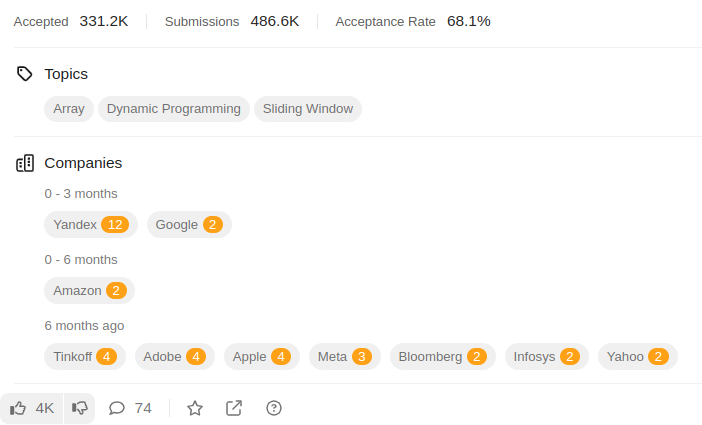 Accepted 331.2K Submissions 486.6K Acceptance Rate 68.1%
Topics
Array Dynamic Programming Sliding Window
Companies
0 - 3 months
Yandex 12 Google 2
0 - 6 months
Amazon 2
6 months ago
Tinkoff 4 Adobe 4 Apple 4 Meta 3 Bloomberg 2 Infosys 2 Yahoo 2
4K 74